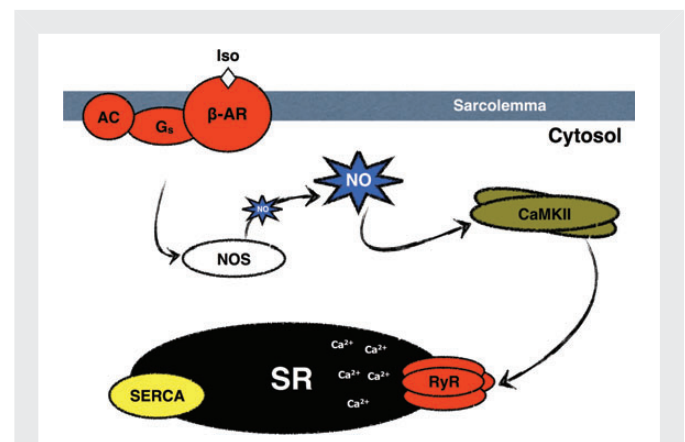 Iso
Sarcolemma
AC
Gₛ
β-AR
Cytosol
NO
NO
CaMKII
NOS
Ca²⁺
Ca²⁺
SR
Ca²⁺
Ca²⁺
RyR
SERCA
Ca²⁺